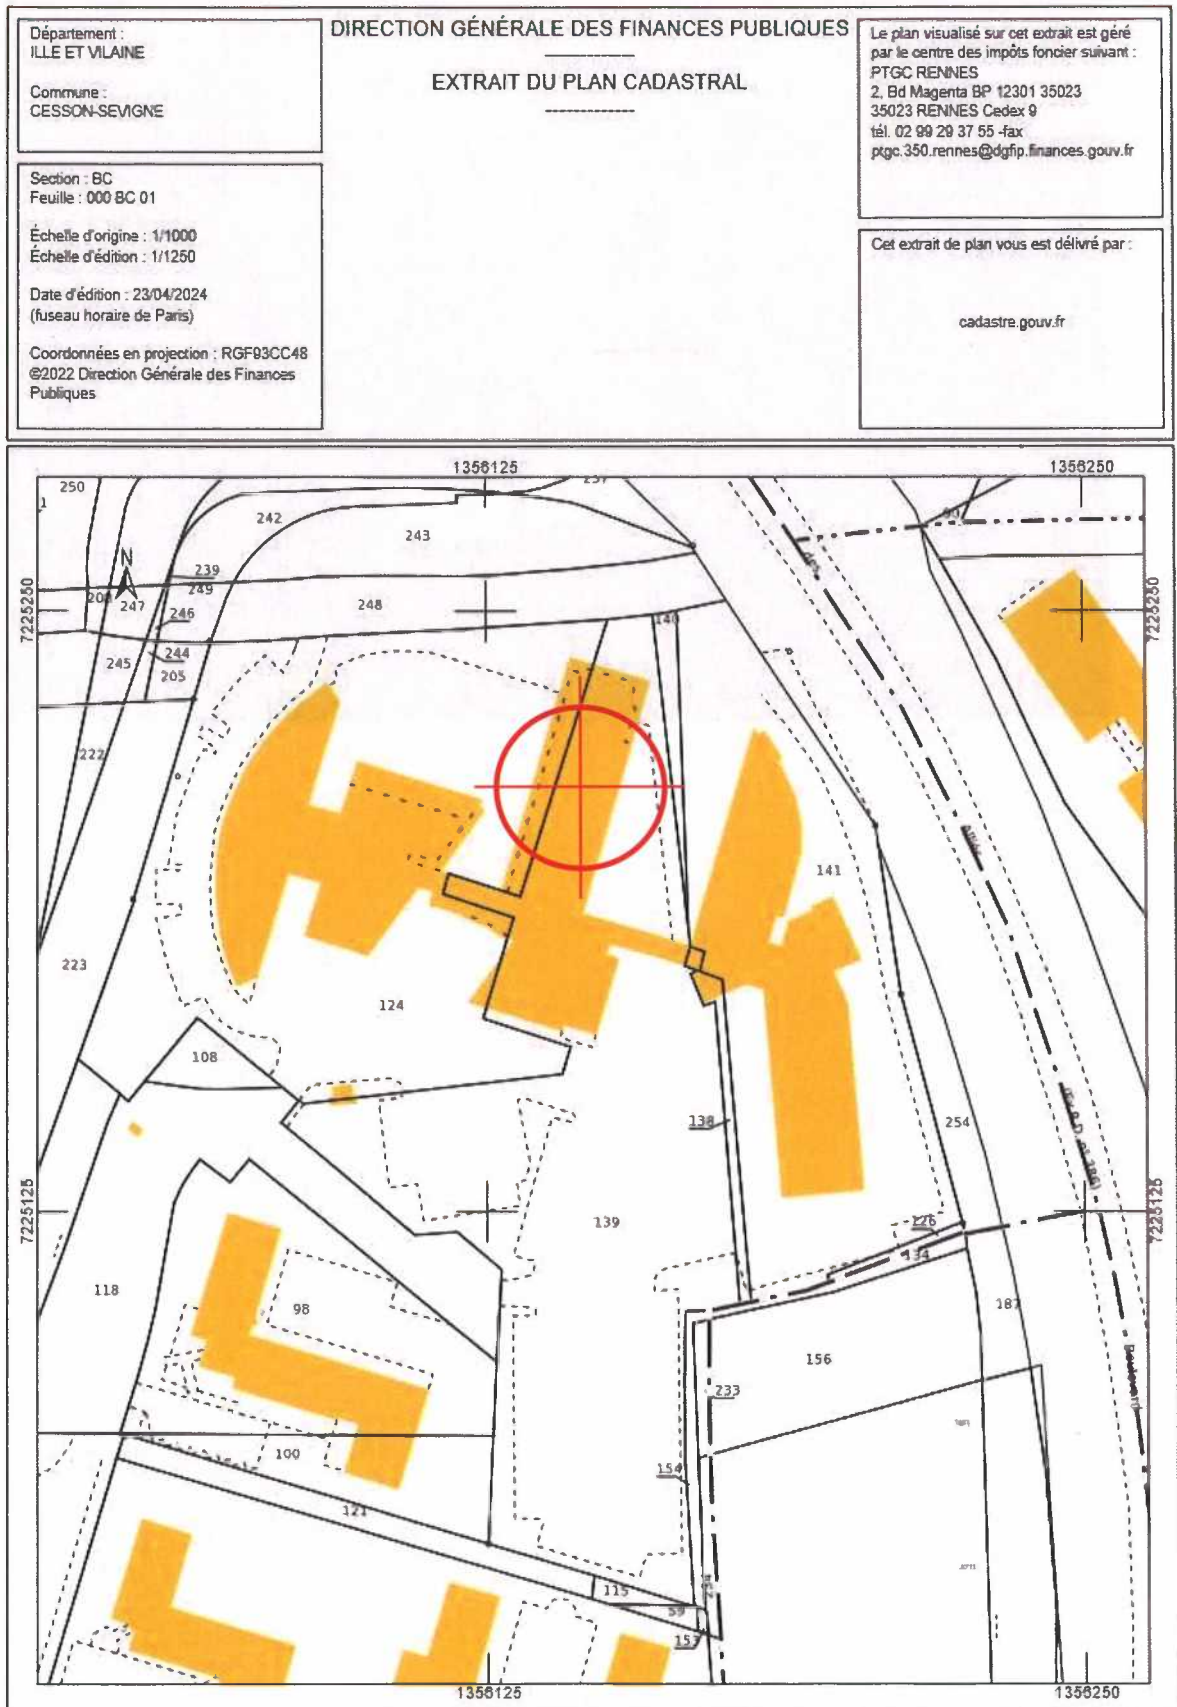 Département :
ILLE ET VILAINE
Commune :
CESSON-SEVIGNE
Section : BC
Feuille : 000 BC 01
Échelle d'origine : 1/1000
Échelle d'édition : 1/1250
Date d'édition : 23/04/2024
(fuseau horaire de Paris)
Coordonnées en projection : RGF93CC48
©2022 Direction Générale des Finances
Publiques
DIRECTION GÉNÉRALE DES FINANCES PUBLIQUES
EXTRAIT DU PLAN CADASTRAL
Le plan visualisé sur cet extrait est géré
par le centre des impôts foncier suivant :
PTGC RENNES
2, Bd Magenta BP 12301 35023
35023 RENNES Cedex 9
tél. 02 99 29 37 55 -fax
ptgc.350.rennes@dgfip.finances.gouv.fr
Cet extrait de plan vous est délivré par :
cadastre.gouv.fr
1356125
1356250
250
242
243
237
N
239
249
247
248
246
7225250
7225250
140
245
244
205
222
141
223
124
108
138
254
139
126
134
7225125
7225125
118
98
187
156
233
Boulevard
100
154
121
115
59
234
153
1356125
1356250